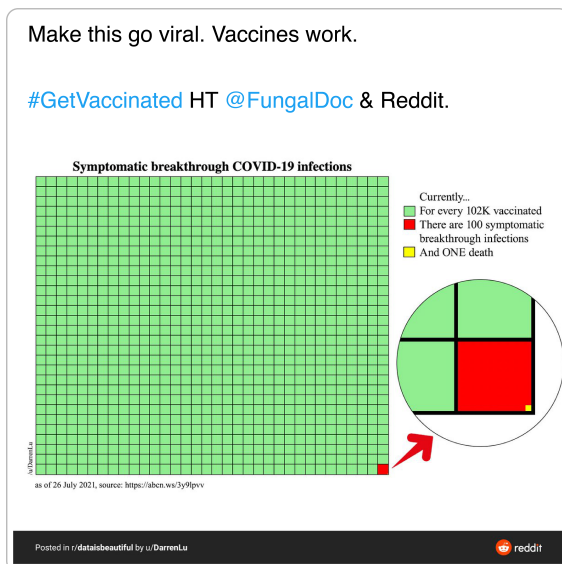 Make this go viral. Vaccines work.
#GetVaccinated HT @FungalDoc & Reddit.
Symptomatic breakthrough COVID-19 infections
Currently...
For every 102K vaccinated
There are 100 symptomatic
breakthrough infections
And ONE death
/u/DarrenLu
as of 26 July 2021, source: https://abcn.ws/3y9lpvv
Posted in r/dataisbeautiful by u/DarrenLu
reddit